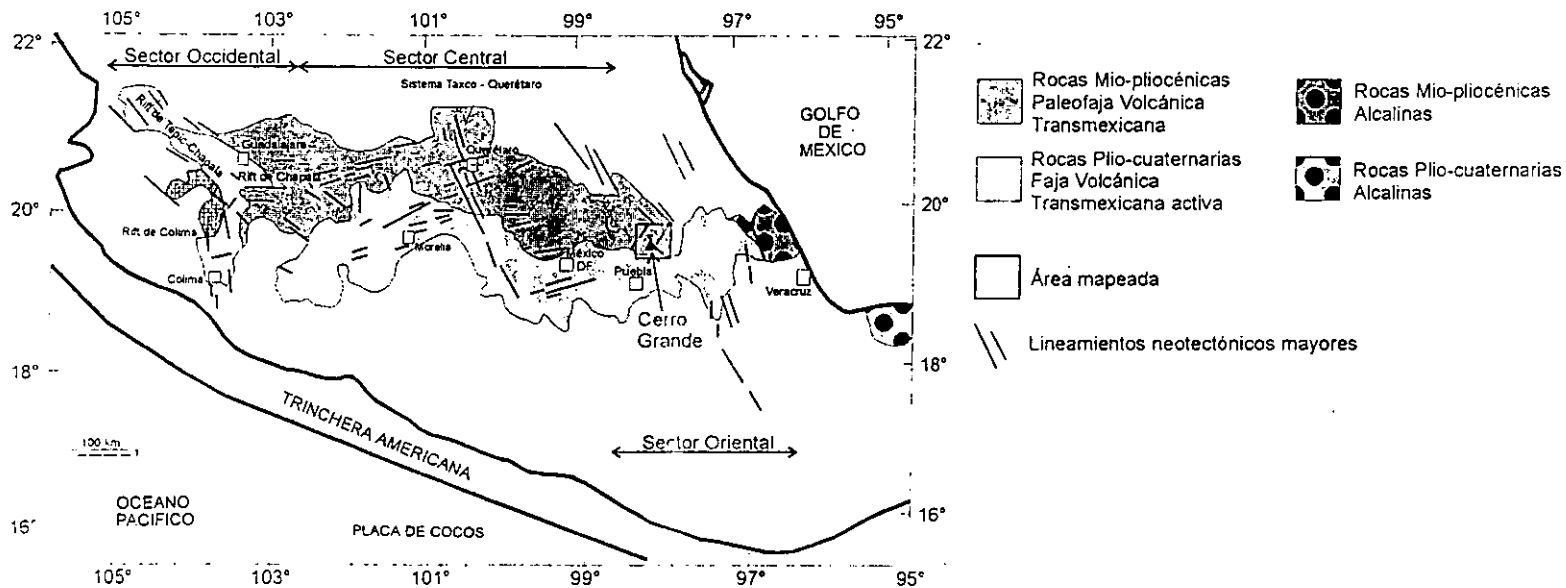 105°
103°
101°
99°
97°
95°
22°
22°
Sector Occidental
Sector Central
Sistema Taxco - Querétaro
GOLFO
DE
MEXICO
Rift de Tepic-Chapala
Guadalajara
Rift de Chapala
Querétaro
20°
20°
Rift de Colima
Colima
Morelia
México
DF
Puebla
Veracruz
Cerro
Grande
18°
18°
TRINCHERA AMERICANA
100 km
Sector Oriental
OCEANO
PACIFICO
PLACA DE COCOS
16°
16°
105°
103°
101°
99°
97°
95°
Rocas Mio-pliocénicas
Paleofaja Volcánica
Transmexicana
Rocas Plio-cuaternarias
Faja Volcánica
Transmexicana activa
Área mapeada
Lineamientos neotectónicos mayores
Rocas Mio-pliocénicas
Alcalinas
Rocas Plio-cuaternarias
Alcalinas